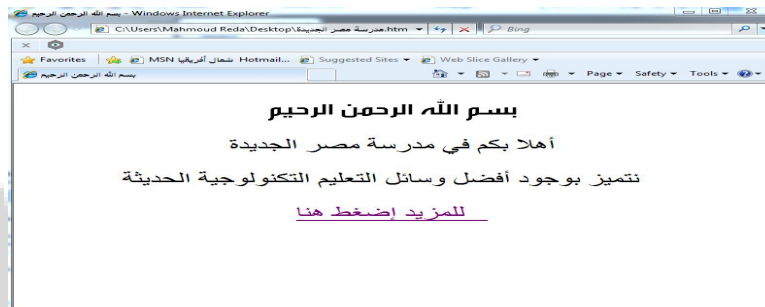 بسم الله الرحمن الرحيم - Windows Internet Explorer
C:\Users\Mahmoud Reda\Desktop\مدرسة مصر الجديدة.htm
Bing
Favorites MSN شمال أفريقيا Hotmail... Suggested Sites Web Slice Gallery
بسم الله الرحمن الرحيم Page Safety Tools
بسم الله الرحمن الرحيم
أهلا بكم في مدرسة مصر الجديدة
نتميز بوجود أفضل وسائل التعليم التكنولوجية الحديثة
للمزيد إضغط هنا